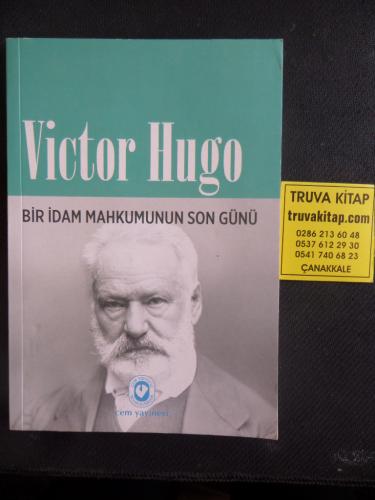 Victor Hugo
BİR İDAM MAHKUMUNUN SON GÜNÜ
cem yayınevi
TRUVA KİTAP
truvakitap.com
0286 213 60 48
0537 612 29 30
0541 740 68 23
ÇANAKKALE